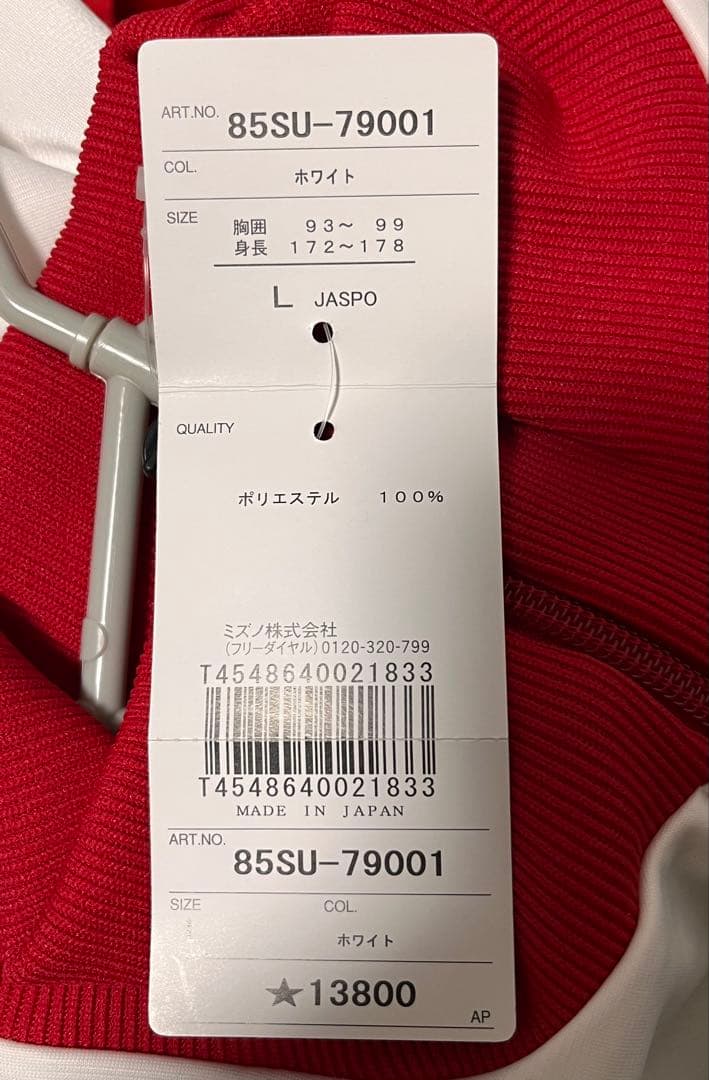 ART.NO. 85SU-79001
COL. ホワイト
SIZE 胸囲 93～ 99
身長 172～178
L JASPO
QUALITY
ポリエステル 100%
ミズノ株式会社
(フリーダイヤル)0120-320-799
T4548640021833
T4548640021833
MADE IN JAPAN
ART.NO.
85SU-79001
SIZE COL.
ホワイト
★13800
AP